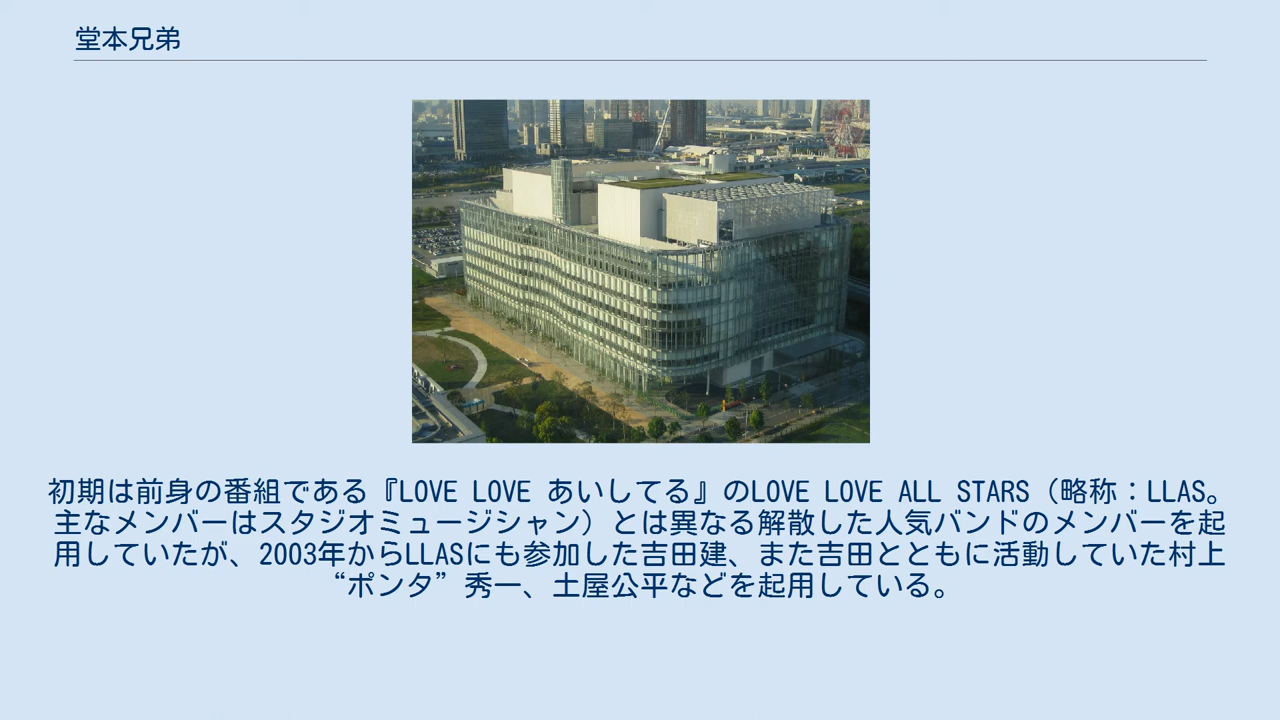 堂本兄弟
初期は前身の番組である『LOVE LOVE あいしてる』のLOVE LOVE ALL STARS（略称：LLAS。
主なメンバーはスタジオミュージシャン）とは異なる解散した人気バンドのメンバーを起
用していたが、2003年からLLASにも参加した吉田建、また吉田とともに活動していた村上
“ポンタ”秀一、土屋公平などを起用している。